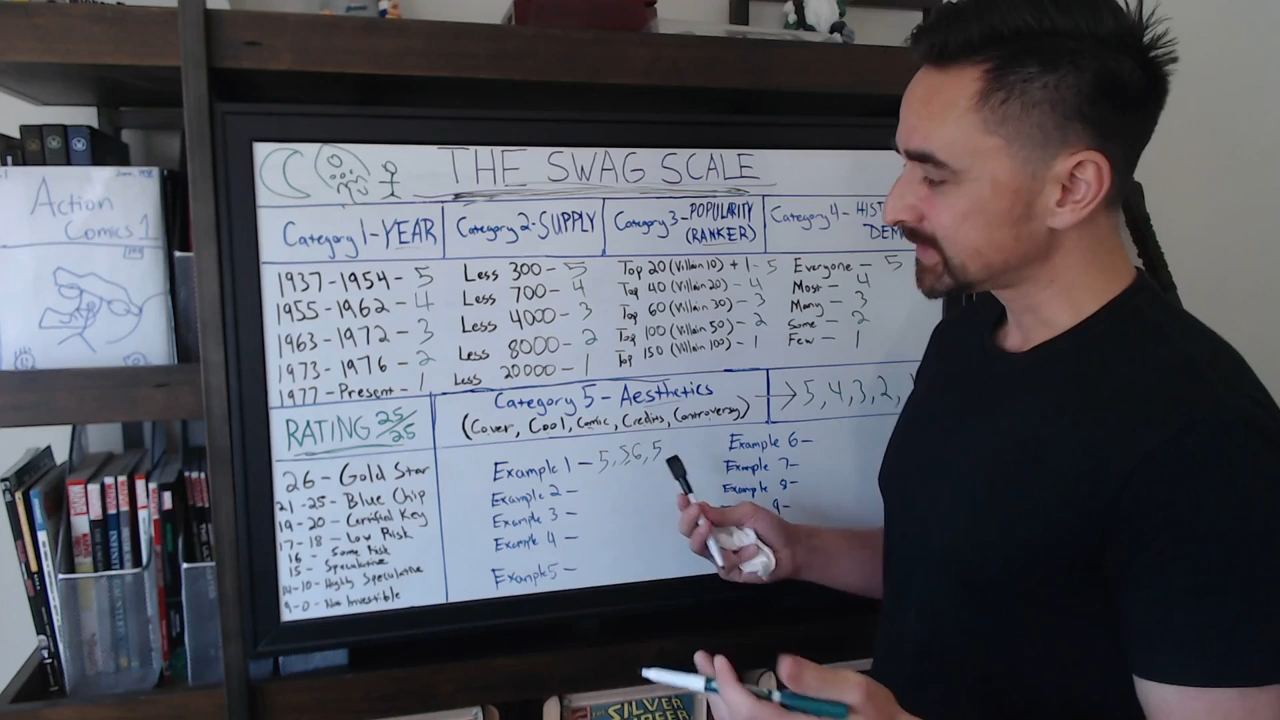 THE SWAG SCALE
Category 1-YEAR
1937-1954-5
1955-1962-4
1963-1972-3
1973-1976-2
1977-Present-1
Category 2-SUPPLY
Less 300-5
Less 700-4
Less 4000-3
Less 8000-2
Less 20000-1
Category 3-POPULARITY
(RANKER)
Top 20 (Villain 10) + 1-5
Top 40 (Villain 20)-4
Top 60 (Villain 30)-3
Top 100 (Villain 50)-2
Top 150 (Villain 100)-1
Category 4-HIST
DEM
Everyone-5
Most-4
Many-3
Some-2
Few-1
RATING 25/25
26-Gold Star
21-25-Blue Chip
19-20-Certified Key
17-18-Low Risk
16-Some Risk
15-Speculative
14-10-Highly Speculative
9-0-Non Investible
Category 5-Aesthetics
(Cover, Cool, Comic, Credits, Controversy)
→5,4,3,2,
Example 1-5,5,6,5
Example 2-
Example 3-
Example 4-
Example5-
Example 6-
Example 7-
Example 8-
9-
Action
Comics 1
THE SILVER